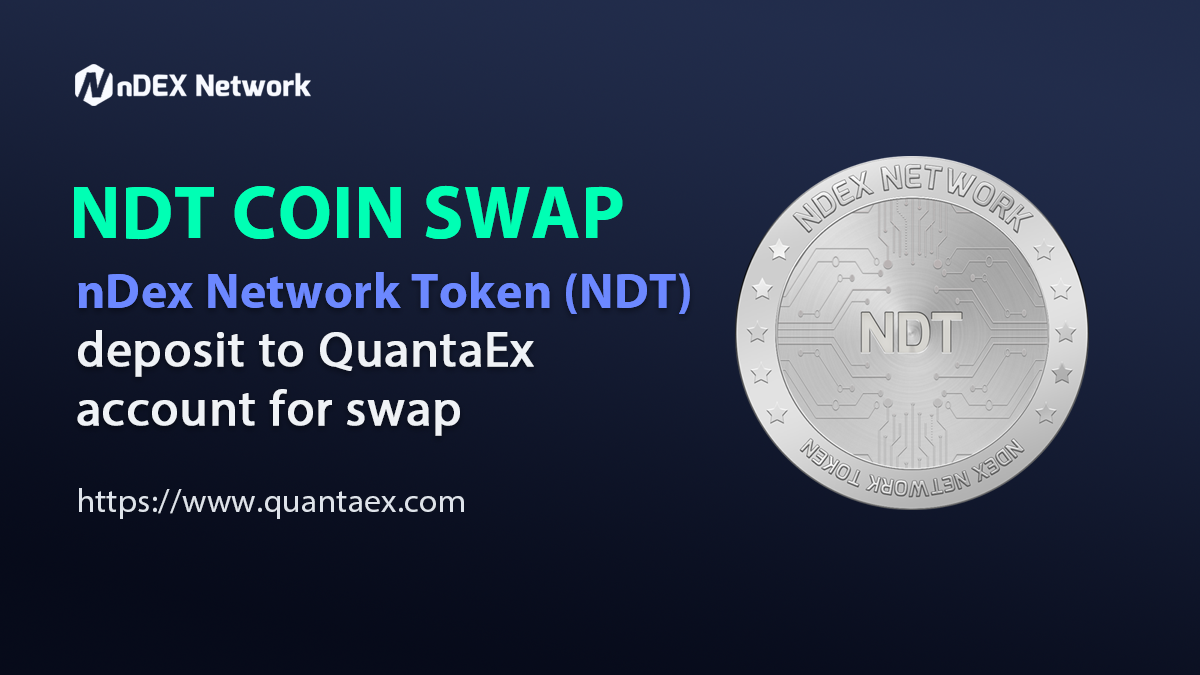 nDEX Network
NDT COIN SWAP
nDex Network Token (NDT)
deposit to QuantaEx
account for swap
https://www.quantaex.com
NDEX NETWORK
NDT
NDEX NETWORK TOKEN